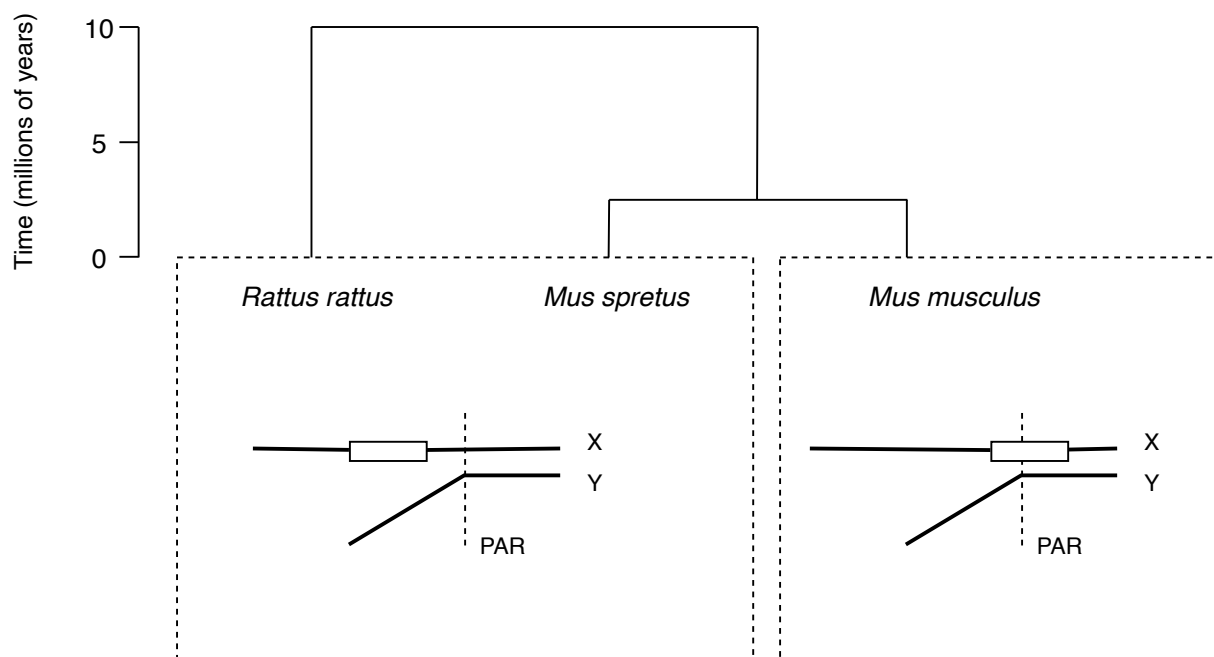 Time (millions of years)
10
5
0
Rattus rattus
Mus spretus
Mus musculus
X
Y
PAR
X
Y
PAR